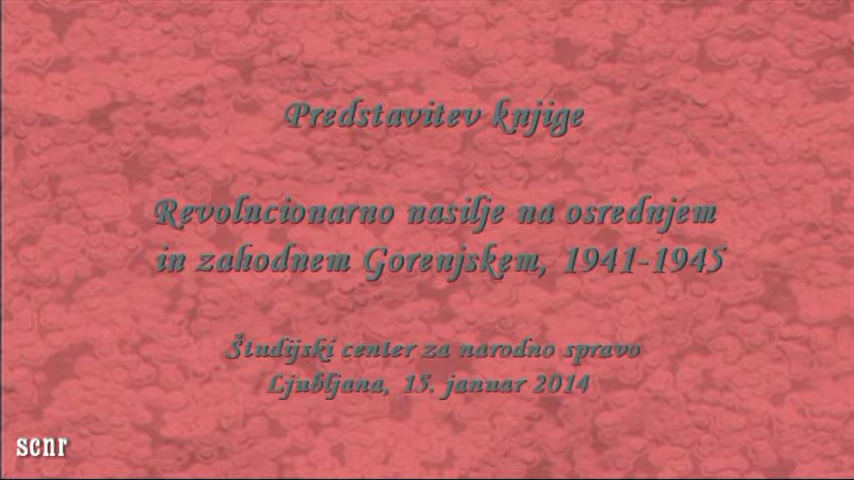 Predstavitev knjige
Revolucionarno nasilje na osrednjem
in zahodnem Gorenjskem, 1941-1945
Študijski center za narodno spravo
Ljubljana, 15. januar 2014
scnr